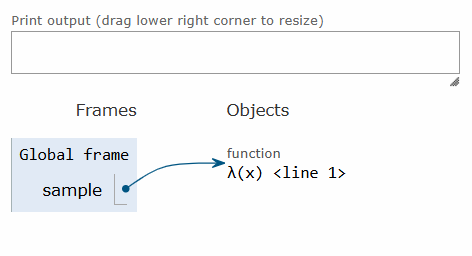 Print output (drag lower right corner to resize)
Frames
Objects
Global frame
sample
function
λ(x) <line 1>